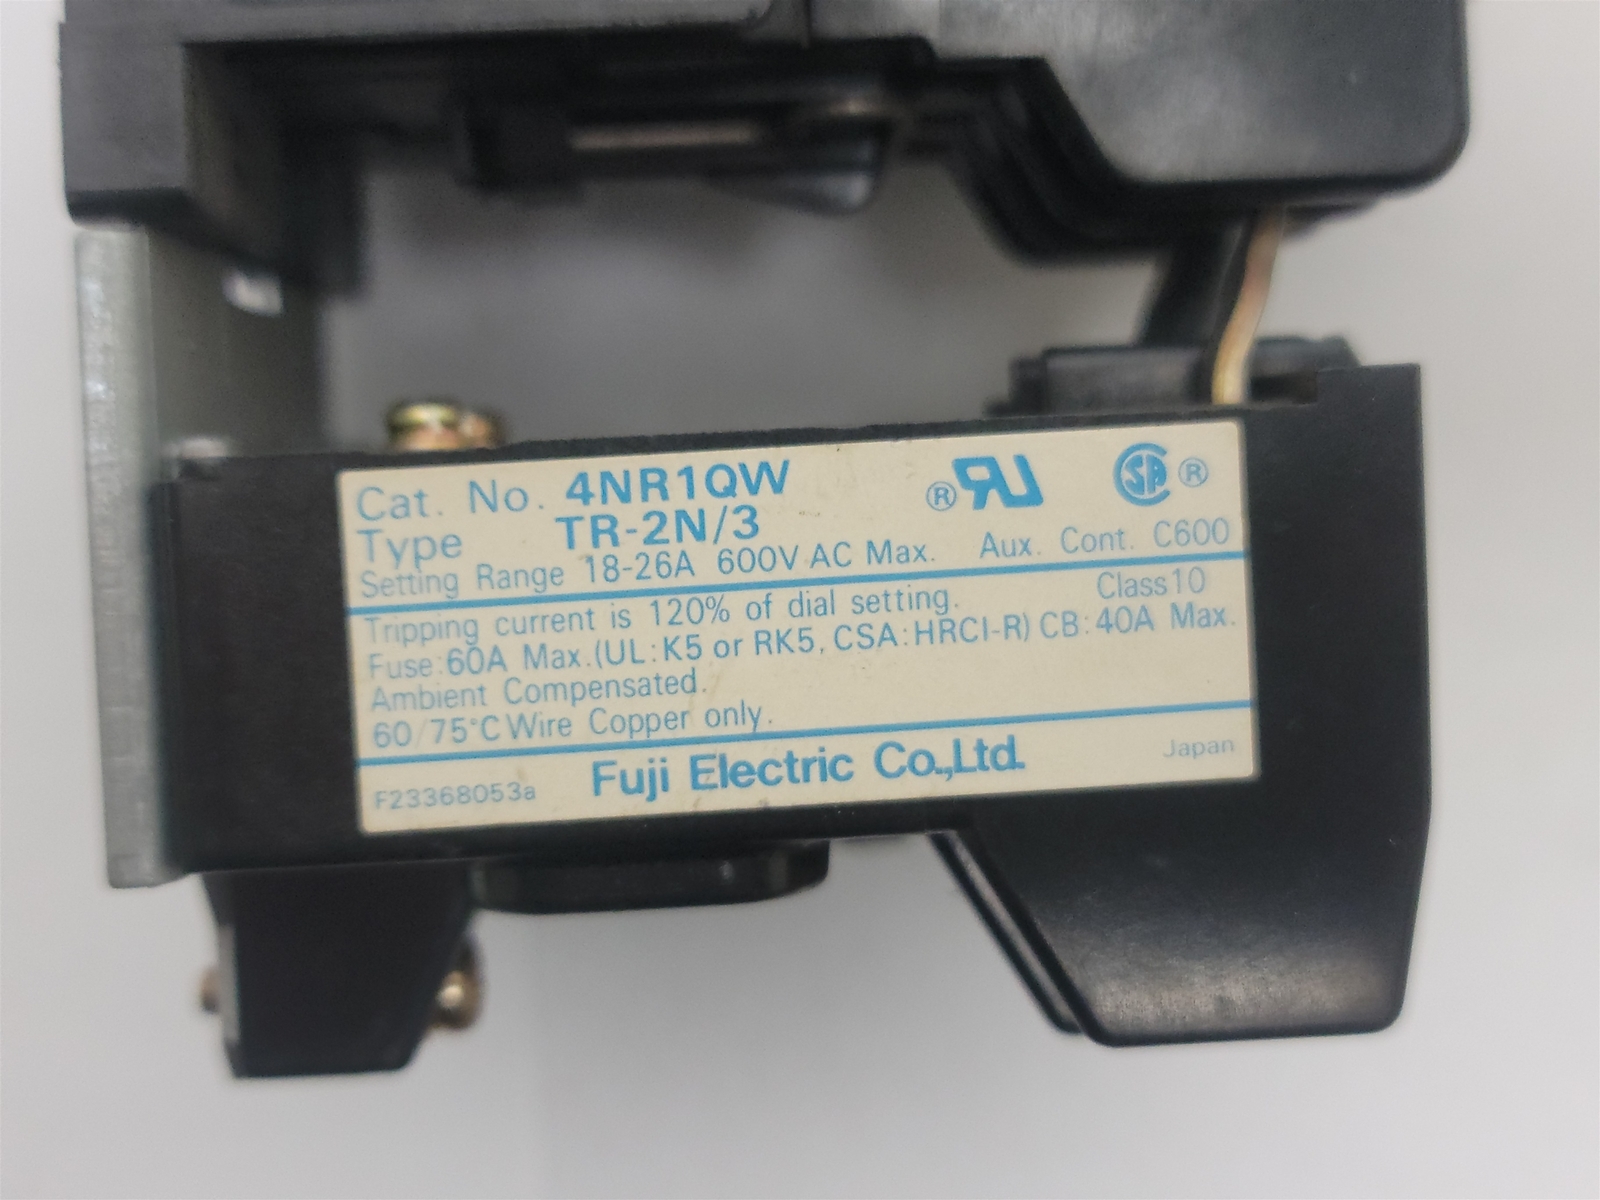 Cat. No. 4NR1QW ® RU SA ®
Type TR-2N/3
Setting Range 18-26A 600V AC Max. Aux. Cont. C600
Tripping current is 120% of dial setting. Class10
Fuse:60A Max.(UL:K5 or RK5, CSA:HRCI-R) CB:40A Max.
Ambient Compensated.
60/75°C Wire Copper only.
F23368053a Fuji Electric Co.,Ltd. Japan